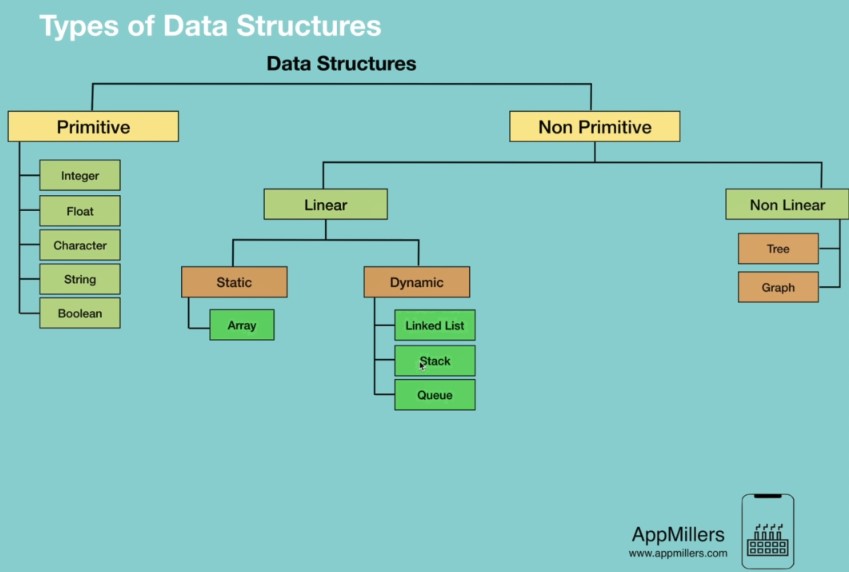 Types of Data Structures
Data Structures
Primitive
Non Primitive
Integer
Float
Character
String
Boolean
Linear
Non Linear
Static
Dynamic
Tree
Graph
Array
Linked List
Stack
Queue
AppMillers
www.appmillers.com